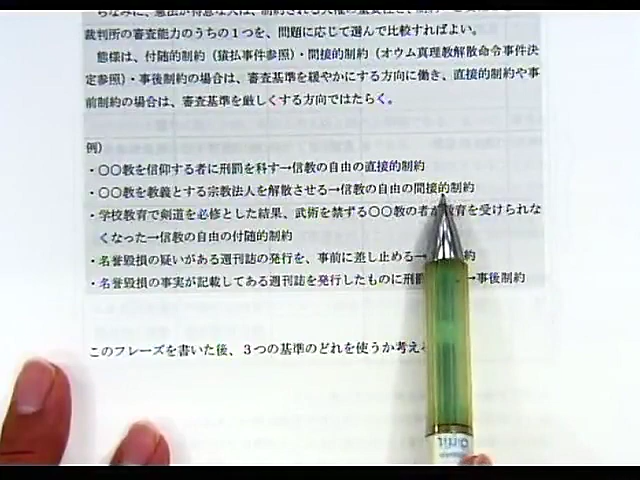 ちなみに、憲法が得意な人は、制約される人権の重要性と、制約
裁判所の審査能力のうちの１つを、問題に応じて選んで比較すればよい。
態様は、付随的制約（猿払事件参照）・間接的制約（オウム真理教解散命令事件決
定参照）・事後制約の場合は、審査基準を緩やかにする方向に働き、直接的制約や事
前制約の場合は、審査基準を厳しくする方向ではたらく。
例）
・〇〇教を信仰する者に刑罰を科す→信教の自由の直接的制約
・〇〇教を教義とする宗教法人を解散させる→信教の自由の間接的制約
・学校教育で剣道を必修とした結果、武術を禁ずる〇〇教の者が教育を受けられな
くなった→信教の自由の付随的制約
・名誉毀損の疑いがある週刊誌の発行を、事前に差し止める→約
・名誉毀損の事実が記載してある週刊誌を発行したものに刑罰→事後制約
このフレーズを書いた後、３つの基準のどれを使うか考え